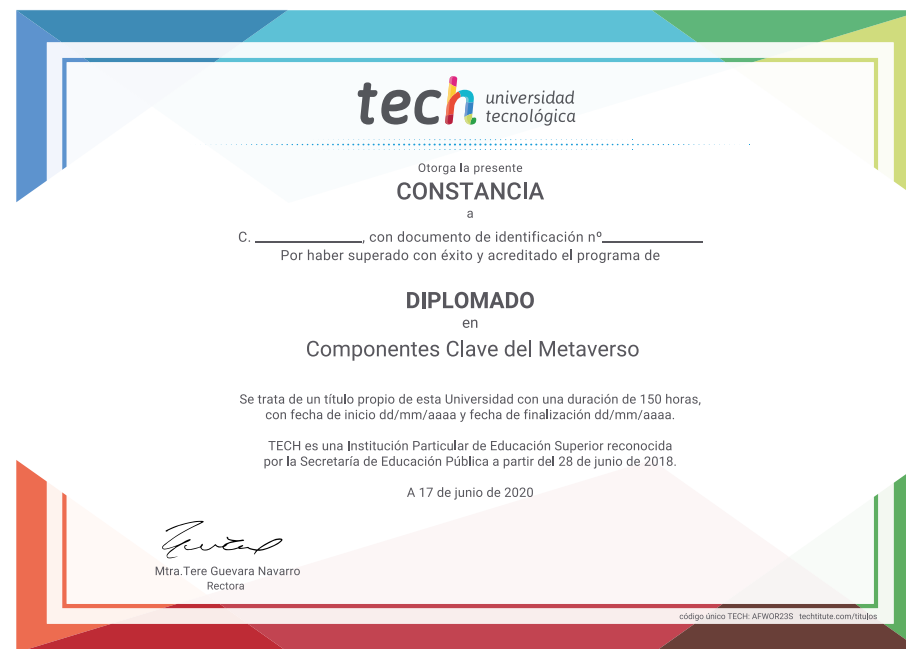 tech universidad
tecnológica
Otorga la presente
CONSTANCIA
a
C. ____________, con documento de identificación nº____________
Por haber superado con éxito y acreditado el programa de
DIPLOMADO
en
Componentes Clave del Metaverso
Se trata de un título propio de esta Universidad con una duración de 150 horas,
con fecha de inicio dd/mm/aaaa y fecha de finalización dd/mm/aaaa.
TECH es una Institución Particular de Educación Superior reconocida
por la Secretaría de Educación Pública a partir del 28 de junio de 2018.
A 17 de junio de 2020
Mtra.Tere Guevara Navarro
Rectora
código único TECH: AFWOR23S techtitute.com/titulos